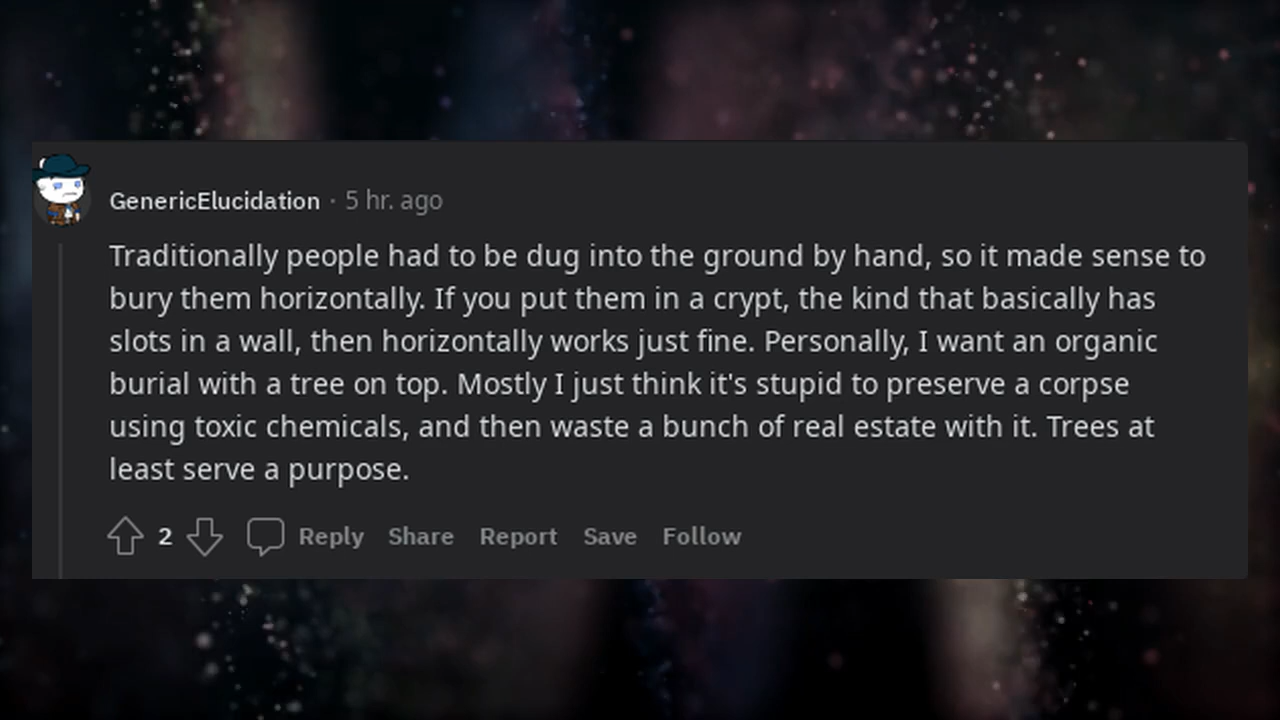 GenericElucidation · 5 hr. ago
Traditionally people had to be dug into the ground by hand, so it made sense to
bury them horizontally. If you put them in a crypt, the kind that basically has
slots in a wall, then horizontally works just fine. Personally, I want an organic
burial with a tree on top. Mostly I just think it's stupid to preserve a corpse
using toxic chemicals, and then waste a bunch of real estate with it. Trees at
least serve a purpose.
2 Reply Share Report Save Follow